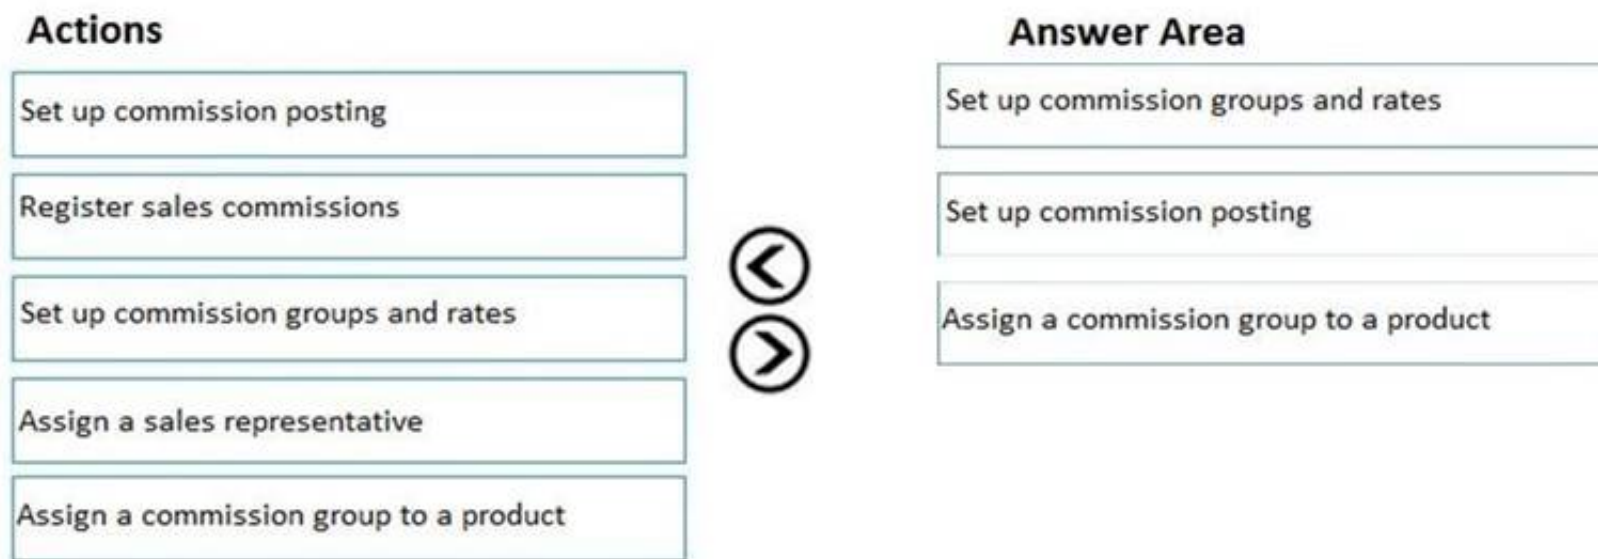 Actions
Set up commission posting
Register sales commissions
Set up commission groups and rates
Assign a sales representative
Assign a commission group to a product
Answer Area
Set up commission groups and rates
Set up commission posting
Assign a commission group to a product